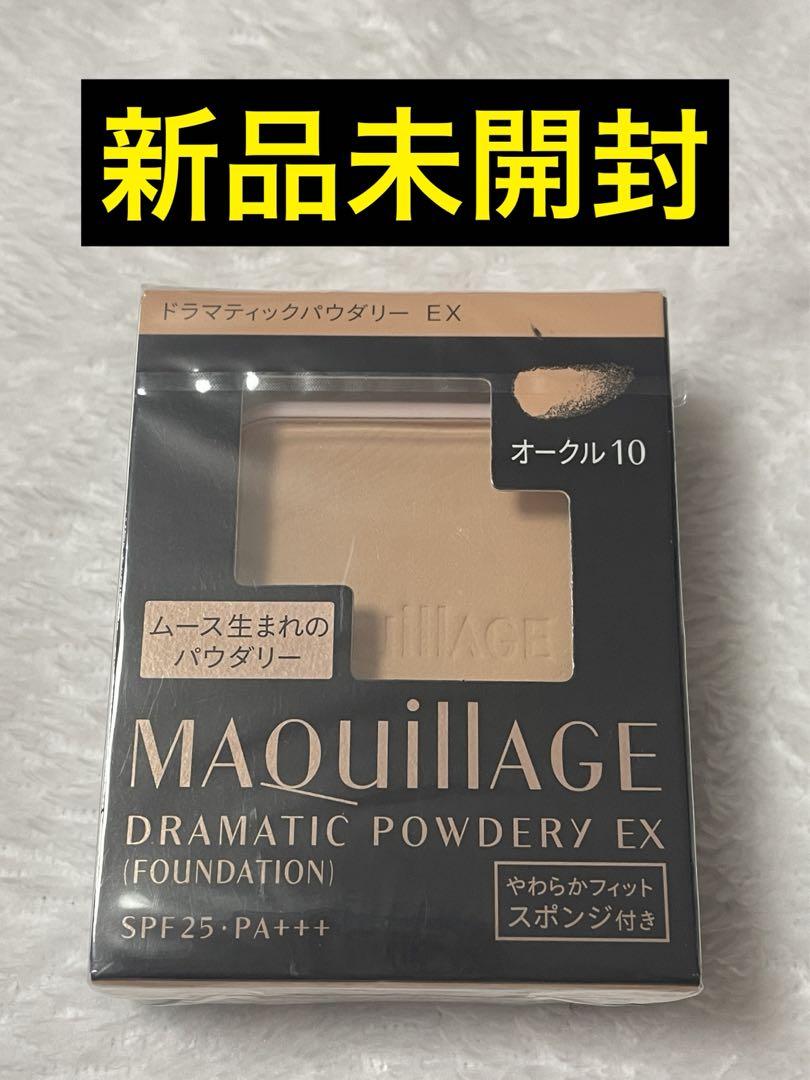 新品未開封
ドラマティックパウダリー EX
オークル10
ムース生まれの
パウダリー
MAQuillAGE
DRAMATIC POWDERY EX
(FOUNDATION)
SPF25・PA+++
やわらかフィット
スポンジ付き